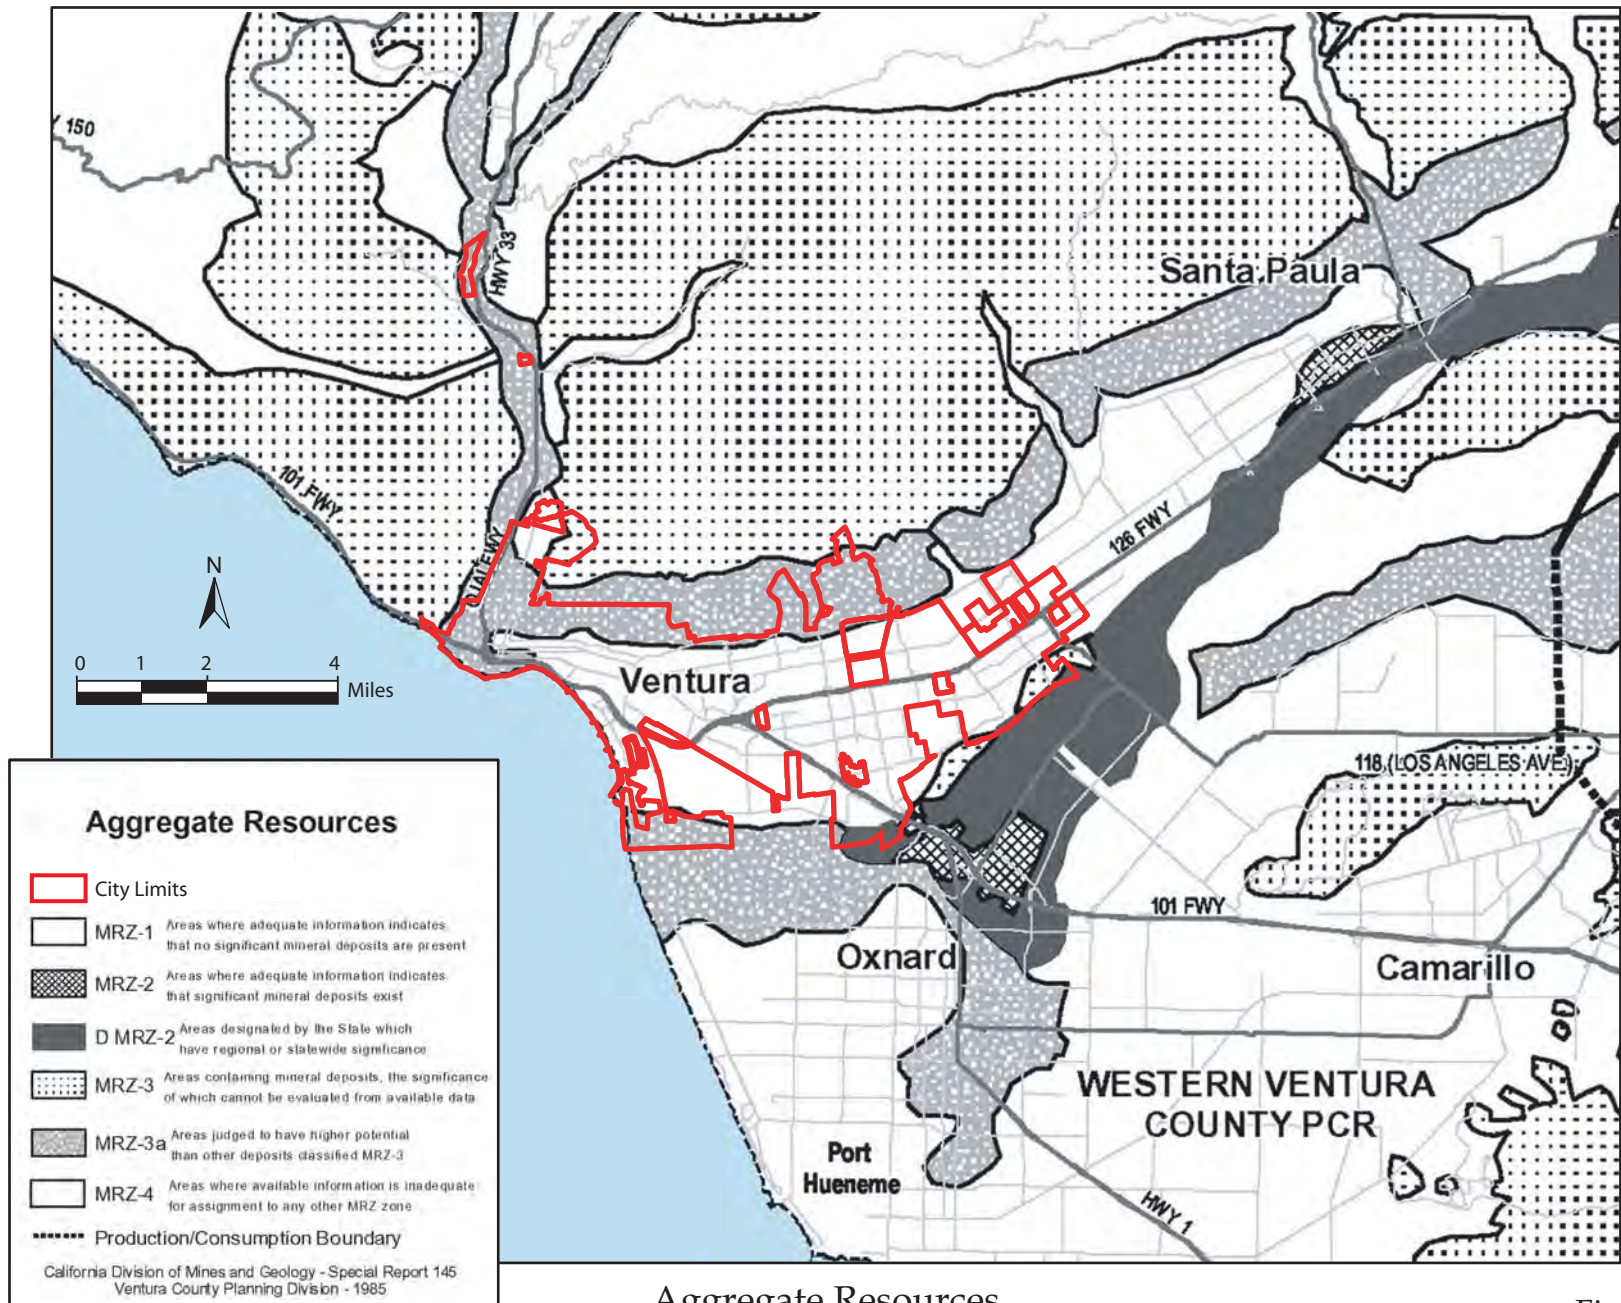 Y 150
HWY 33
Santa Paula
101 FWY
126 FWY
N
0 1 2 4
Miles
Ventura
118 (LOS ANGELES AVE.)
101 FWY
Oxnard
Camarillo
WESTERN VENTURA
COUNTY PCR
Port
Hueneme
HWY 1
Aggregate Resources
City Limits
MRZ-1 Areas where adequate information indicates
that no significant mineral deposits are present
MRZ-2 Areas where adequate information indicates
that significant mineral deposits exist
D MRZ-2 Areas designated by the State which
have regional or statewide significance
MRZ-3 Areas containing mineral deposits, the significance
of which cannot be evaluated from available data
MRZ-3a Areas judged to have higher potential
than other deposits classified MRZ-3
MRZ-4 Areas where available information is inadequate
for assignment to any other MRZ zone
Production/Consumption Boundary
California Division of Mines and Geology - Special Report 145
Ventura County Planning Division - 1985
Aggregate Resources